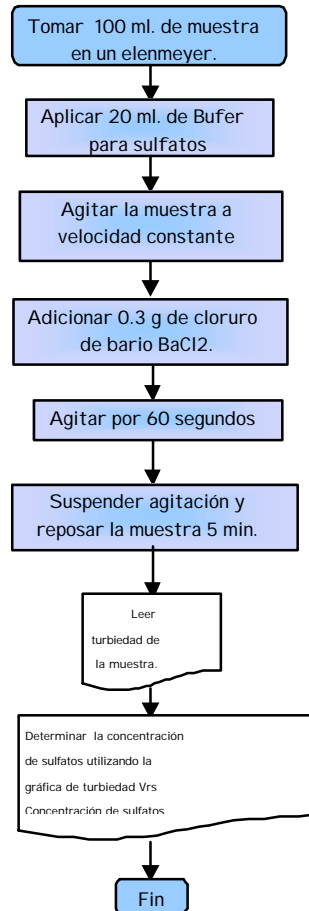 Tomar 100 ml. de muestra
en un elenmeyer.
Aplicar 20 ml. de Bufer
para sulfatos
Agitar la muestra a
velocidad constante
Adicionar 0.3 g de cloruro
de bario BaCl2.
Agitar por 60 segundos
Suspender agitación y
reposar la muestra 5 min.
Leer
turbiedad de
la muestra.
Determinar la concentración
de sulfatos utilizando la
gráfica de turbiedad Vrs
Concentración de sulfatos
Fin